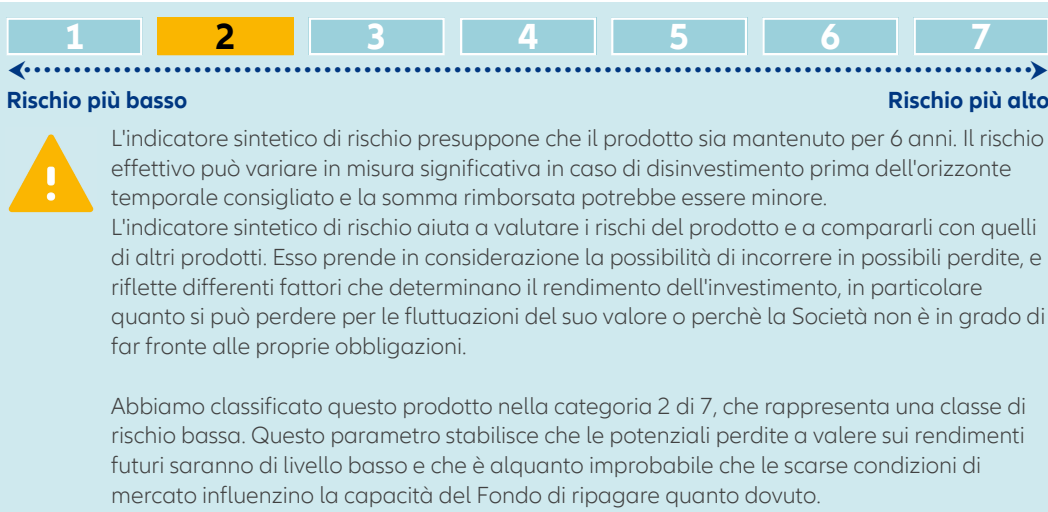 1 2 3 4 5 6 7
Rischio più basso Rischio più alto
L'indicatore sintetico di rischio presuppone che il prodotto sia mantenuto per 6 anni. Il rischio
effettivo può variare in misura significativa in caso di disinvestimento prima dell'orizzonte
temporale consigliato e la somma rimborsata potrebbe essere minore.
L'indicatore sintetico di rischio aiuta a valutare i rischi del prodotto e a compararli con quelli
di altri prodotti. Esso prende in considerazione la possibilità di incorrere in possibili perdite, e
riflette differenti fattori che determinano il rendimento dell'investimento, in particolare
quanto si può perdere per le fluttuazioni del suo valore o perchè la Società non è in grado di
far fronte alle proprie obbligazioni.
Abbiamo classificato questo prodotto nella categoria 2 di 7, che rappresenta una classe di
rischio bassa. Questo parametro stabilisce che le potenziali perdite a valere sui rendimenti
futuri saranno di livello basso e che è alquanto improbabile che le scarse condizioni di
mercato influenzino la capacità del Fondo di ripagare quanto dovuto.